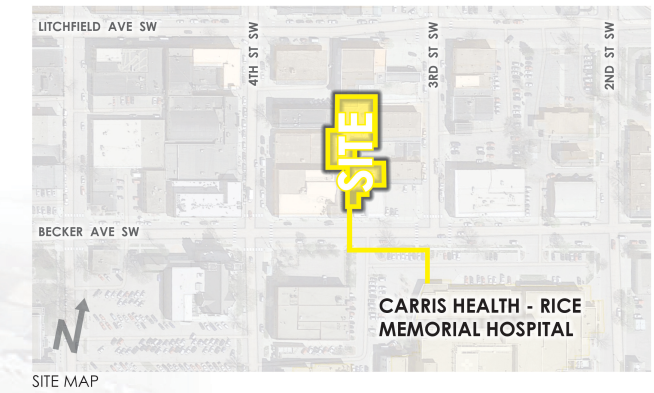 LITCHFIELD AVE SW
4TH ST SW
3RD ST SW
2ND ST SW
SITE
BECKER AVE SW
CARRIS HEALTH - RICE
MEMORIAL HOSPITAL
N
SITE MAP